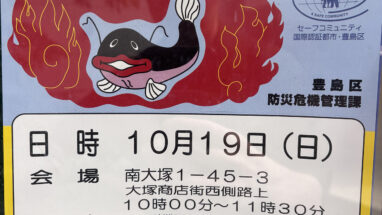 A SAFE COMMUNITY
セーフコミュニティ
国際認証都市・豊島区
豊島区
防災危機管理課
日時 10月19日(日)
会場 南大塚1-45-3
大塚商店街西側路上
10時00分〜11時30分